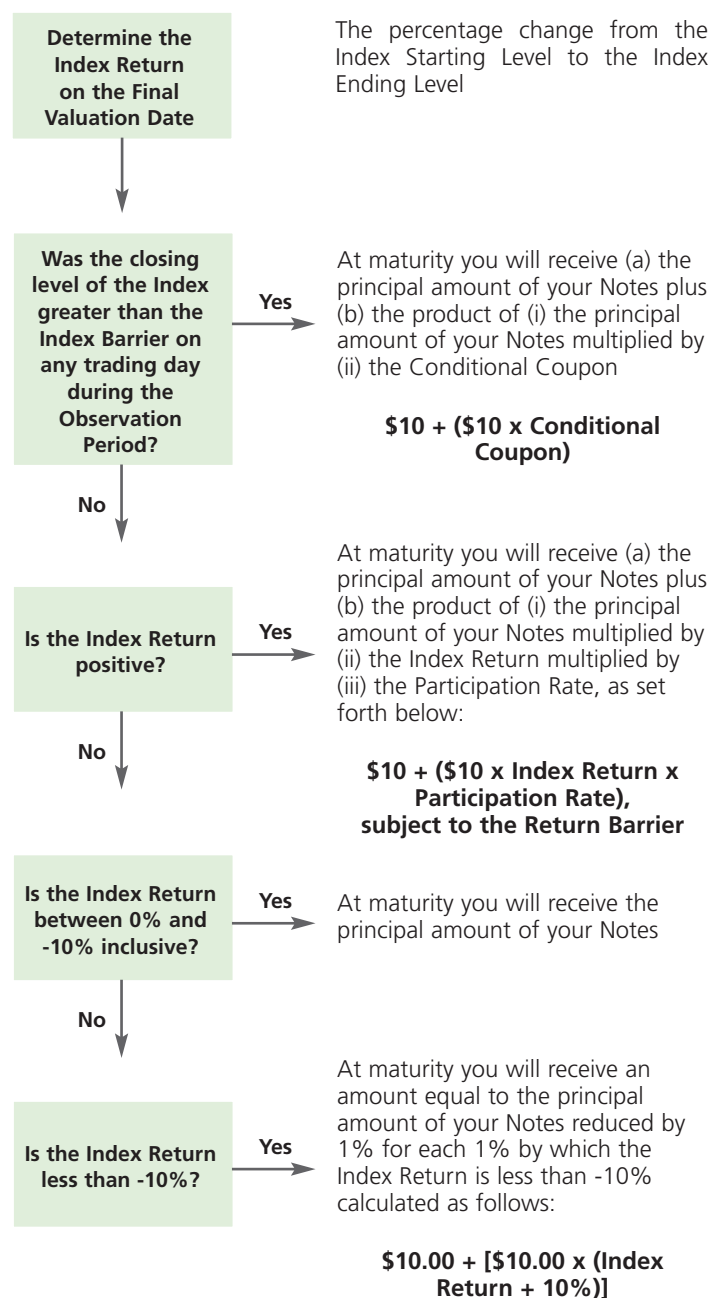 Determine the
Index Return
on the Final
Valuation Date
The percentage change from the
Index Starting Level to the Index
Ending Level
Was the closing
level of the Index
greater than the
Index Barrier on
any trading day
during the
Observation
Period?
Yes
At maturity you will receive (a) the
principal amount of your Notes plus
(b) the product of (i) the principal
amount of your Notes multiplied by
(ii) the Conditional Coupon
$10 + ($10 x Conditional
Coupon)
No
Is the Index Return
positive?
Yes
At maturity you will receive (a) the
principal amount of your Notes plus
(b) the product of (i) the principal
amount of your Notes multiplied by
(ii) the Index Return multiplied by
(iii) the Participation Rate, as set
forth below:
$10 + ($10 x Index Return x
Participation Rate),
subject to the Return Barrier
No
Is the Index Return
between 0% and
-10% inclusive?
Yes
At maturity you will receive the
principal amount of your Notes
No
Is the Index Return
less than -10%?
Yes
At maturity you will receive an
amount equal to the principal
amount of your Notes reduced by
1% for each 1% by which the
Index Return is less than -10%
calculated as follows:
$10.00 + [$10.00 x (Index
Return + 10%)]